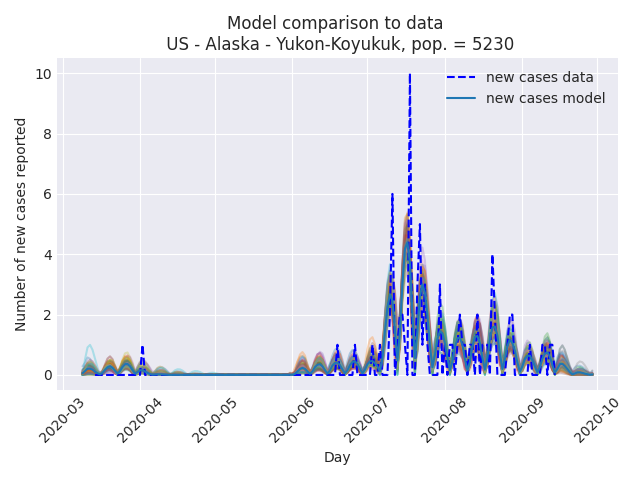 Model comparison to data
US - Alaska - Yukon-Koyukuk, pop. = 5230
new cases data
new cases model
Number of new cases reported
10
8
6
4
2
0
2020-03
2020-04
2020-05
2020-06
2020-07
2020-08
2020-09
2020-10
Day